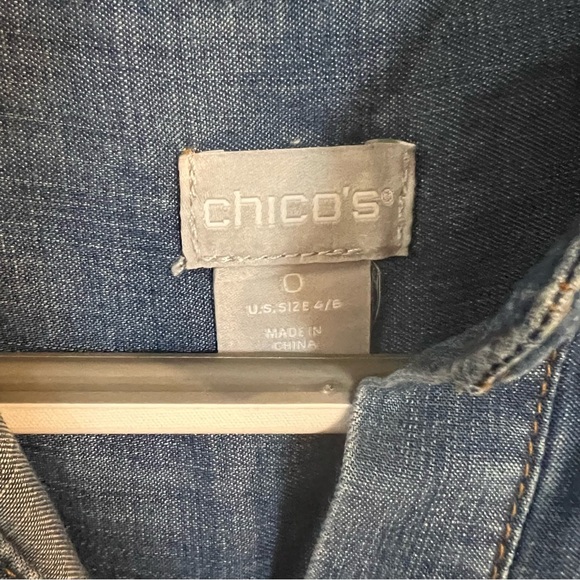 chico's®
0
U.S. SIZE 4/6
MADE IN
CHINA